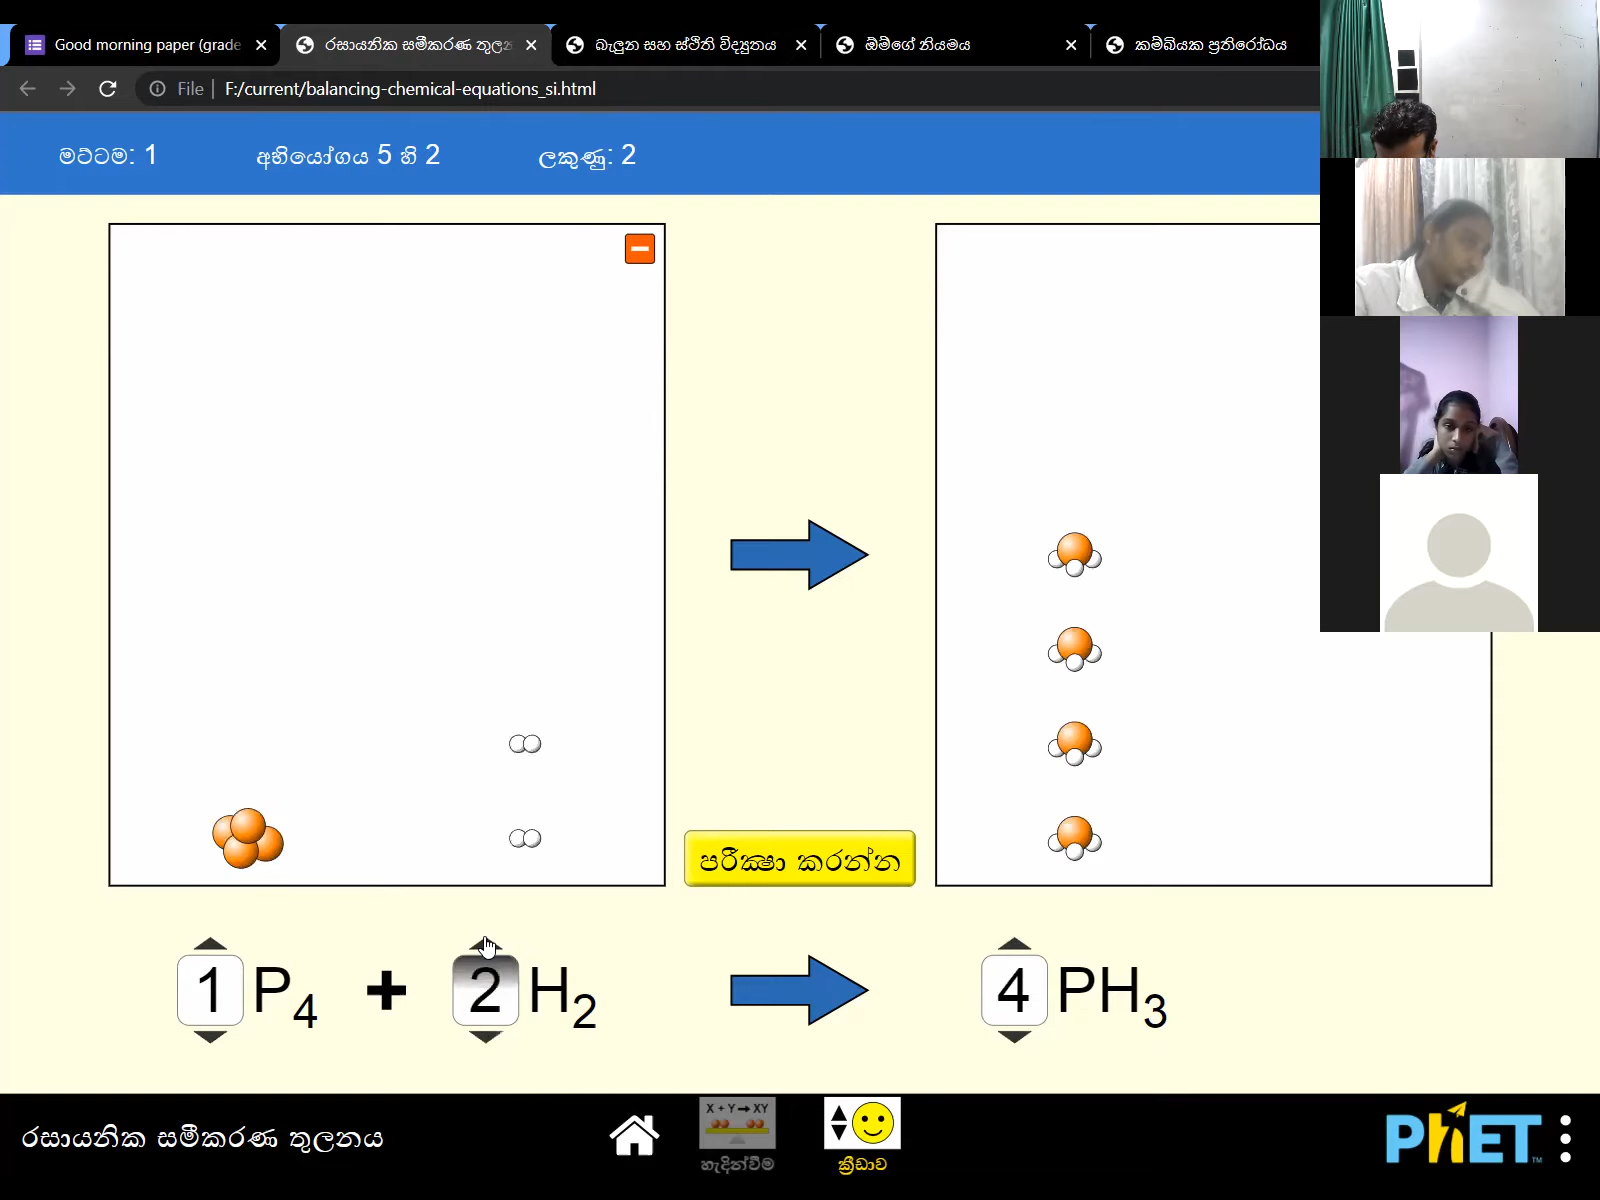 Good morning paper (grade
රසායනික සමීකරණ තුල
බැලුන සහ ස්ථිති විද්‍යුතය
ඕම්ගේ නියමය
කම්බියක ප්‍රතිරෝධය
File F:/current/balancing-chemical-equations_si.html
මට්ටම: 1 අභියෝගය 5 හි 2 ලකුණු: 2
පරීක්‍ෂා කරන්න
1 P4 + 2 H2 4 PH3
රසායනික සමීකරණ තුලනය
X + Y → XY
හැදින්වීම
ක්‍රීඩාව
PhET
TM